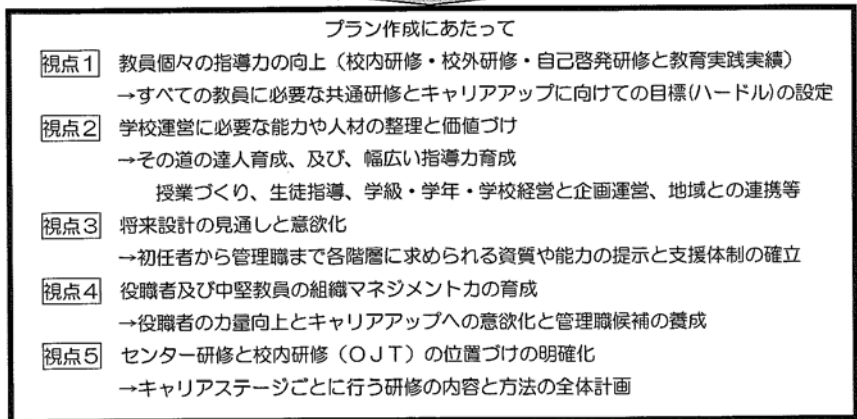 プラン作成にあたって
視点1 教員個々の指導力の向上（校内研修・校外研修・自己啓発研修と教育実践実績）
→すべての教員に必要な共通研修とキャリアアップに向けての目標(ハードル)の設定
視点2 学校運営に必要な能力や人材の整理と価値づけ
→その道の達人育成、及び、幅広い指導力育成
授業づくり、生徒指導、学級・学年・学校経営と企画運営、地域との連携等
視点3 将来設計の見通しと意欲化
→初任者から管理職まで各階層に求められる資質や能力の提示と支援体制の確立
視点4 役職者及び中堅教員の組織マネジメント力の育成
→役職者の力量向上とキャリアアップへの意欲化と管理職候補の養成
視点5 センター研修と校内研修（ＯＪＴ）の位置づけの明確化
→キャリアステージごとに行う研修の内容と方法の全体計画